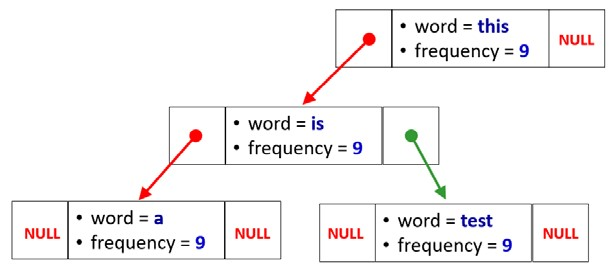 • word = this
• frequency = 9
NULL
• word = is
• frequency = 9
NULL
• word = a
• frequency = 9
NULL
NULL
• word = test
• frequency = 9
NULL